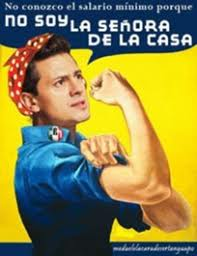 No conozco el salario mínimo porque
NO SOY LA SEÑORA
DE LA CASA